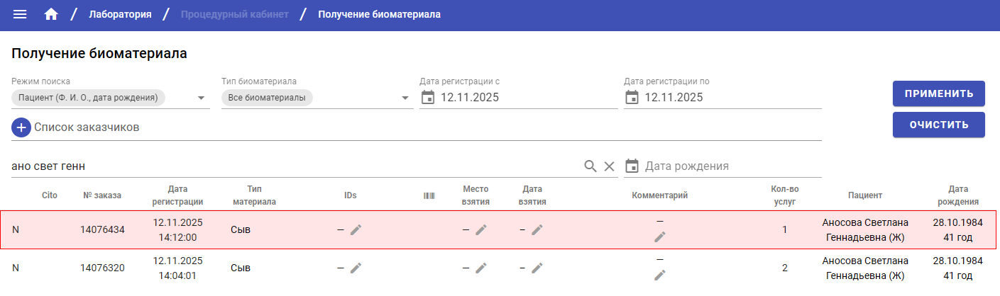 / Лаборатория / Процедурный кабинет / Получение биоматериала
Получение биоматериала
Режим поиска Тип биоматериала Дата регистрации с Дата регистрации по
Пациент (Ф. И. О., дата рождения) Все биоматериалы 12.11.2025 12.11.2025
ПРИМЕНИТЬ
Список заказчиков
ОЧИСТИТЬ
ано свет генн Дата рождения
Cito № заказа Дата регистрации Тип материала IDs Место взятия Дата взятия Комментарий Кол-во услуг Пациент Дата рождения
N 14076434 12.11.2025 14:12:00 Сыв – – – – 1 Аносова Светлана Геннадьевна (Ж) 28.10.1984 41 год
N 14076320 12.11.2025 14:04:01 Сыв – – – – 2 Аносова Светлана Геннадьевна (Ж) 28.10.1984 41 год